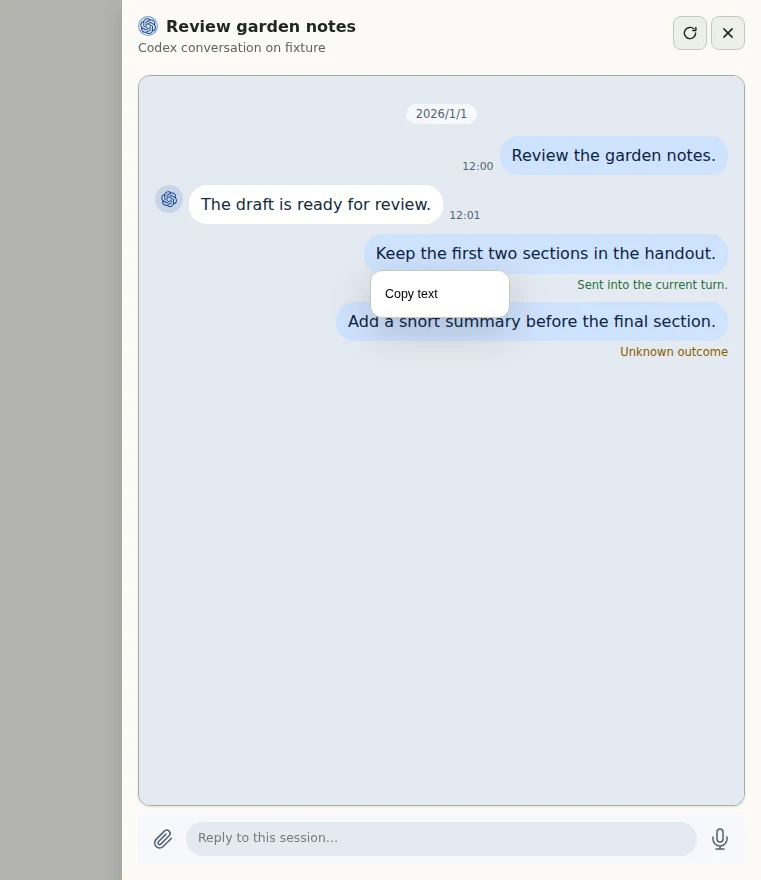 Review garden notes
Codex conversation on fixture
2026/1/1
12:00
Review the garden notes.
The draft is ready for review.
12:01
Keep the first two sections in the handout.
Sent into the current turn.
Copy text
Add a short summary before the final section.
Unknown outcome
Reply to this session...